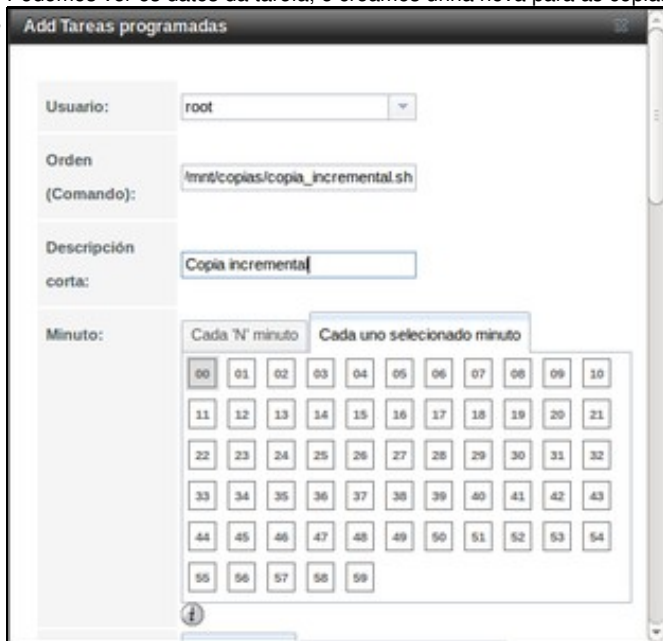 Add Tareas programadas
Usuario:
root
Orden
(Comando):
/mnt/copias/copia_incremental.sh
Descripción
corta:
Copia incremental
Minuto:
Cada 'N' minuto Cada uno selecionado minuto
00 01 02 03 04 05 06 07 08 09 10
11 12 13 14 15 16 17 18 19 20 21
22 23 24 25 26 27 28 29 30 31 32
33 34 35 36 37 38 39 40 41 42 43
44 45 46 47 48 49 50 51 52 53 54
55 56 57 58 59